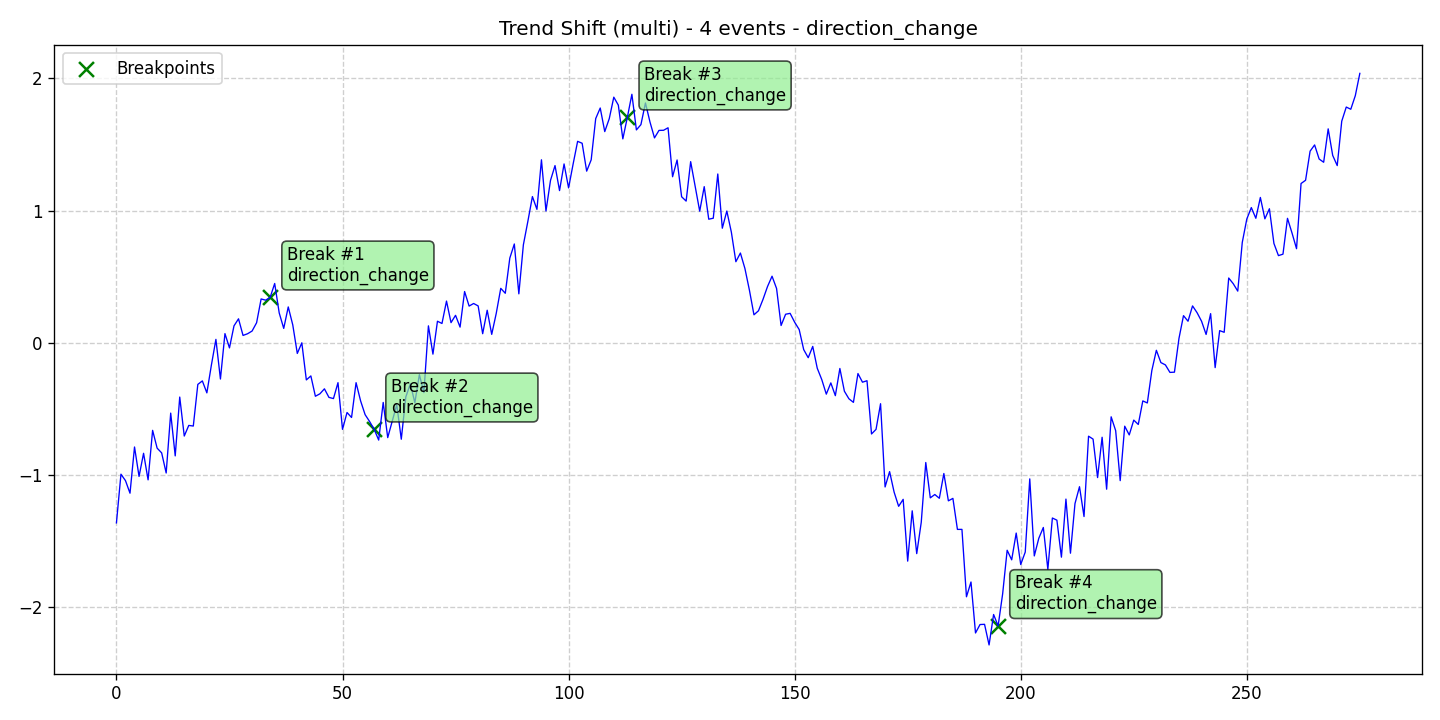 Trend Shift (multi) - 4 events - direction_change
Breakpoints
Break #3
direction_change
Break #1
direction_change
Break #2
direction_change
Break #4
direction_change
2
1
0
−1
−2
0 50 100 150 200 250